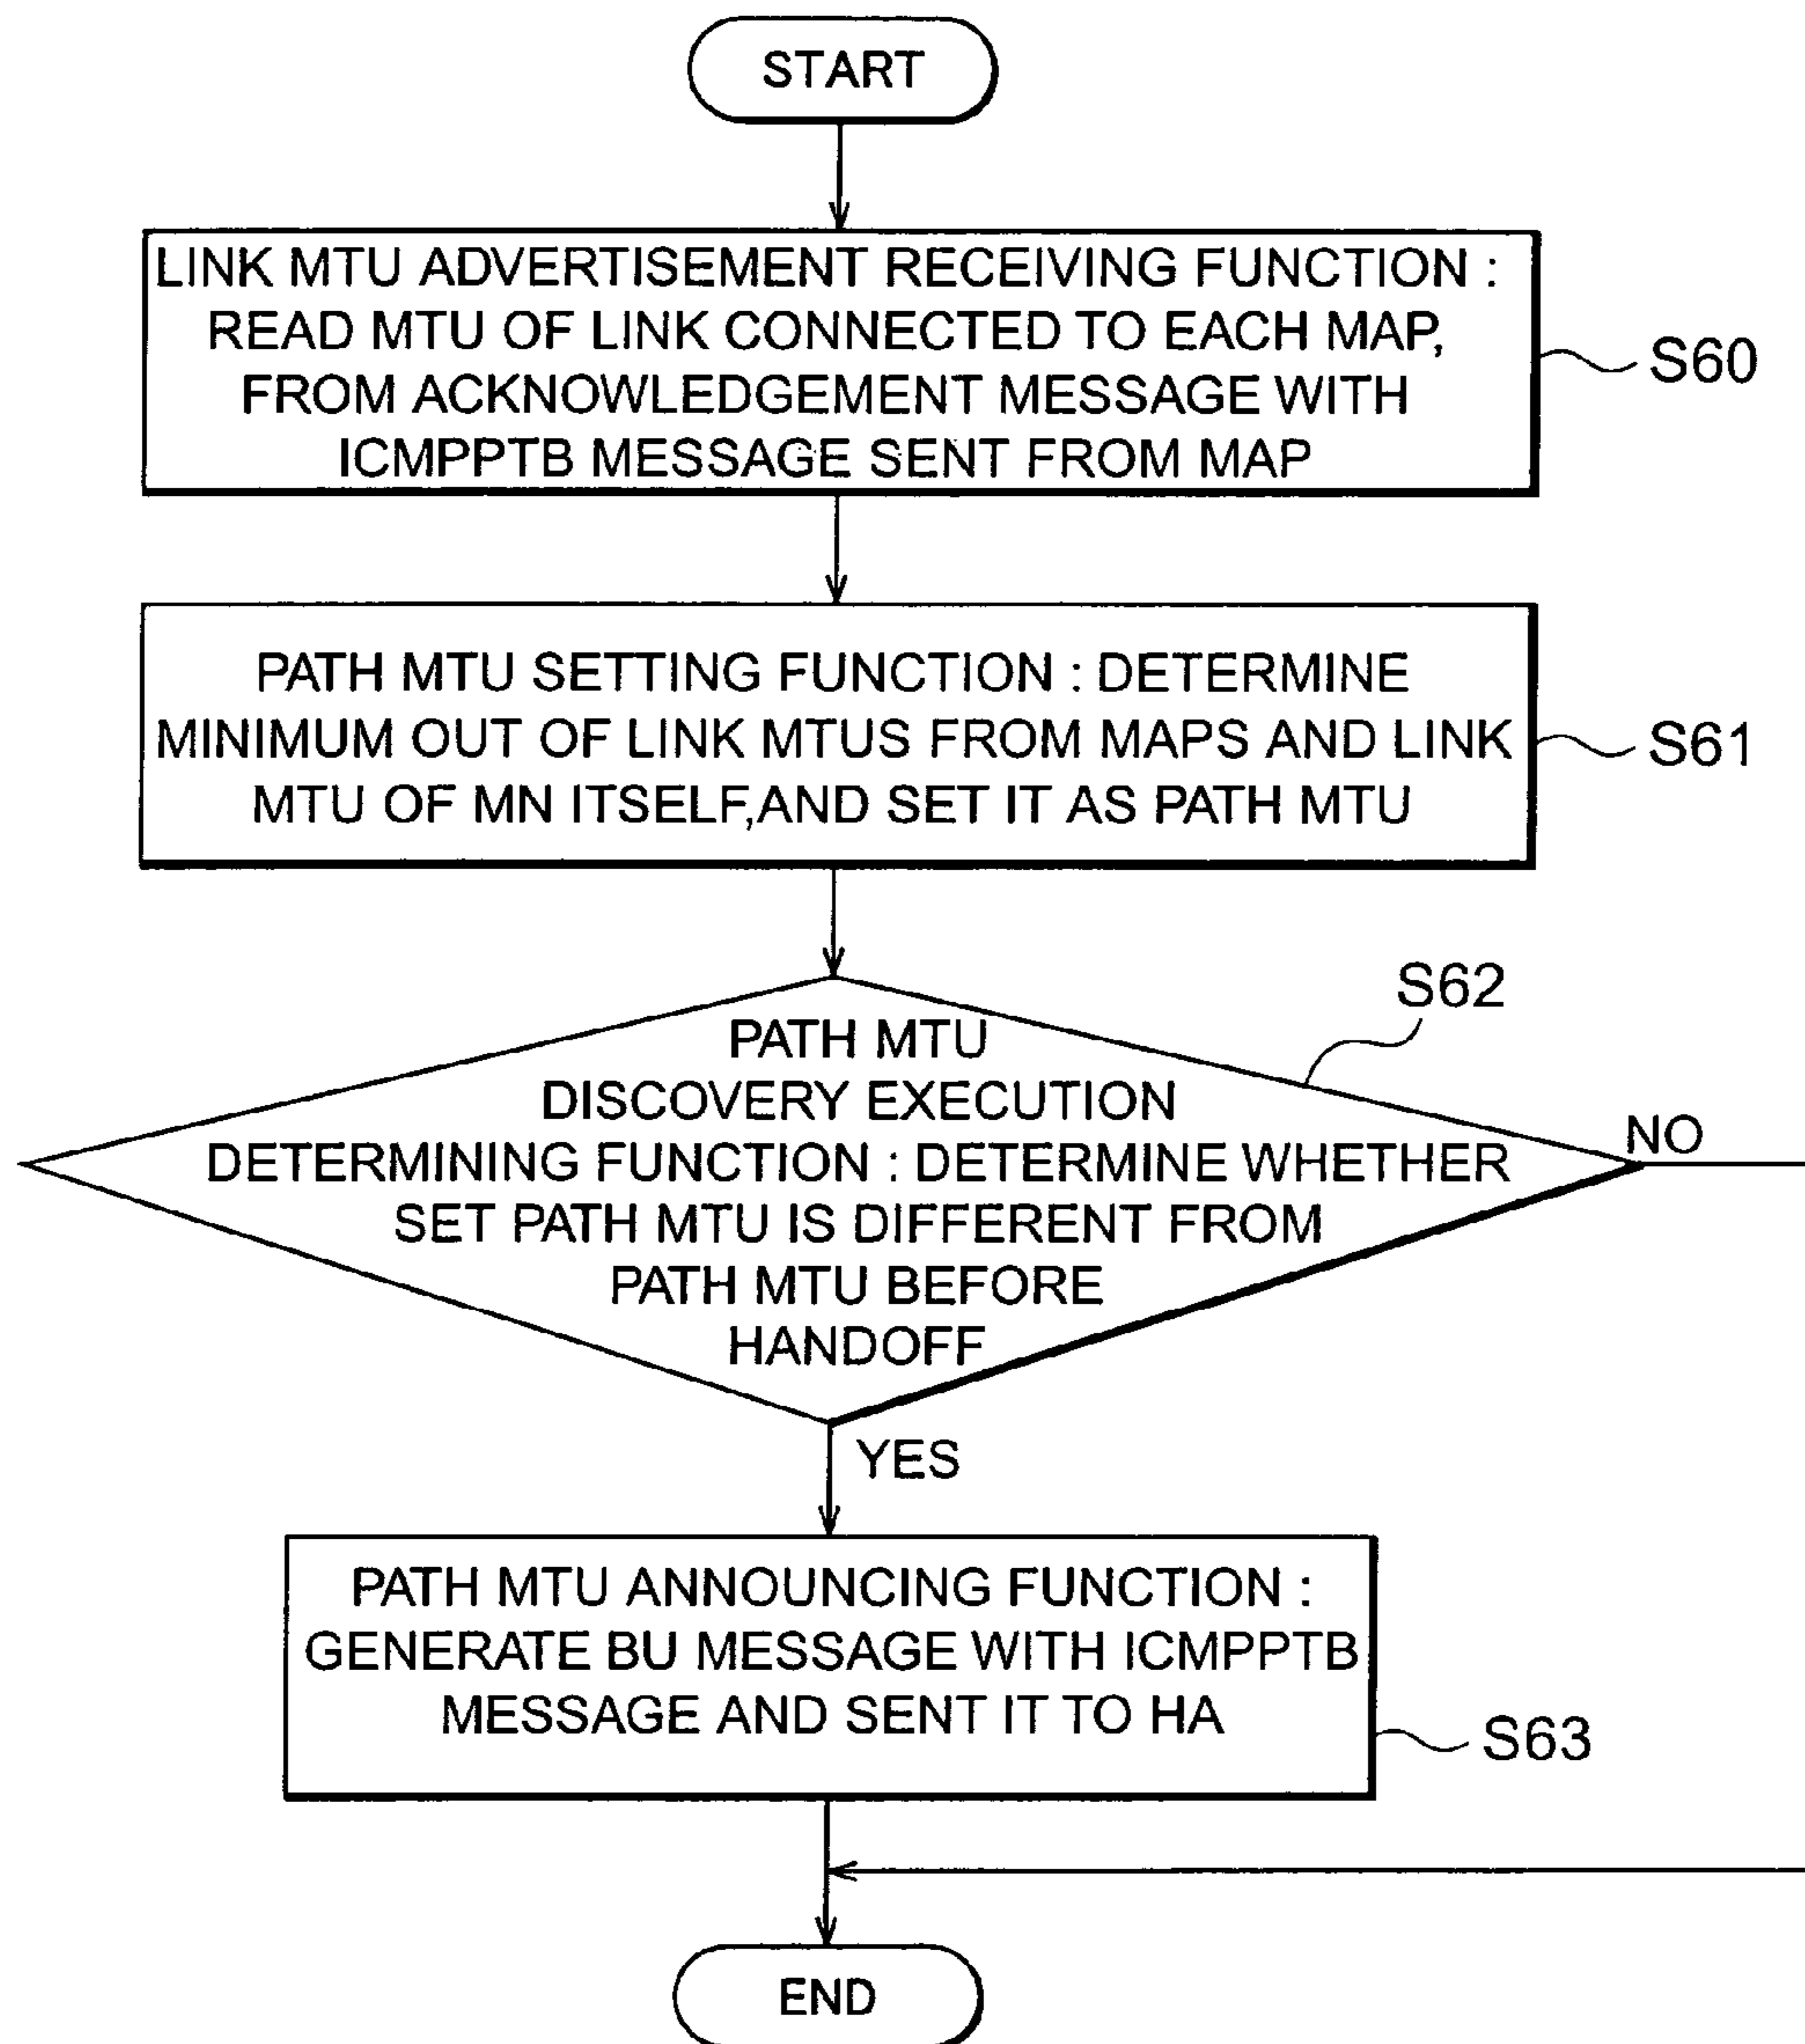 START
LINK MTU ADVERTISEMENT RECEIVING FUNCTION :
READ MTU OF LINK CONNECTED TO EACH MAP,
FROM ACKNOWLEDGEMENT MESSAGE WITH
ICMPPTB MESSAGE SENT FROM MAP
S60
PATH MTU SETTING FUNCTION : DETERMINE
MINIMUM OUT OF LINK MTUS FROM MAPS AND LINK
MTU OF MN ITSELF,AND SET IT AS PATH MTU
S61
S62
PATH MTU
DISCOVERY EXECUTION
DETERMINING FUNCTION : DETERMINE WHETHER
SET PATH MTU IS DIFFERENT FROM
PATH MTU BEFORE
HANDOFF
NO
YES
PATH MTU ANNOUNCING FUNCTION :
GENERATE BU MESSAGE WITH ICMPPTB
MESSAGE AND SENT IT TO HA
S63
END